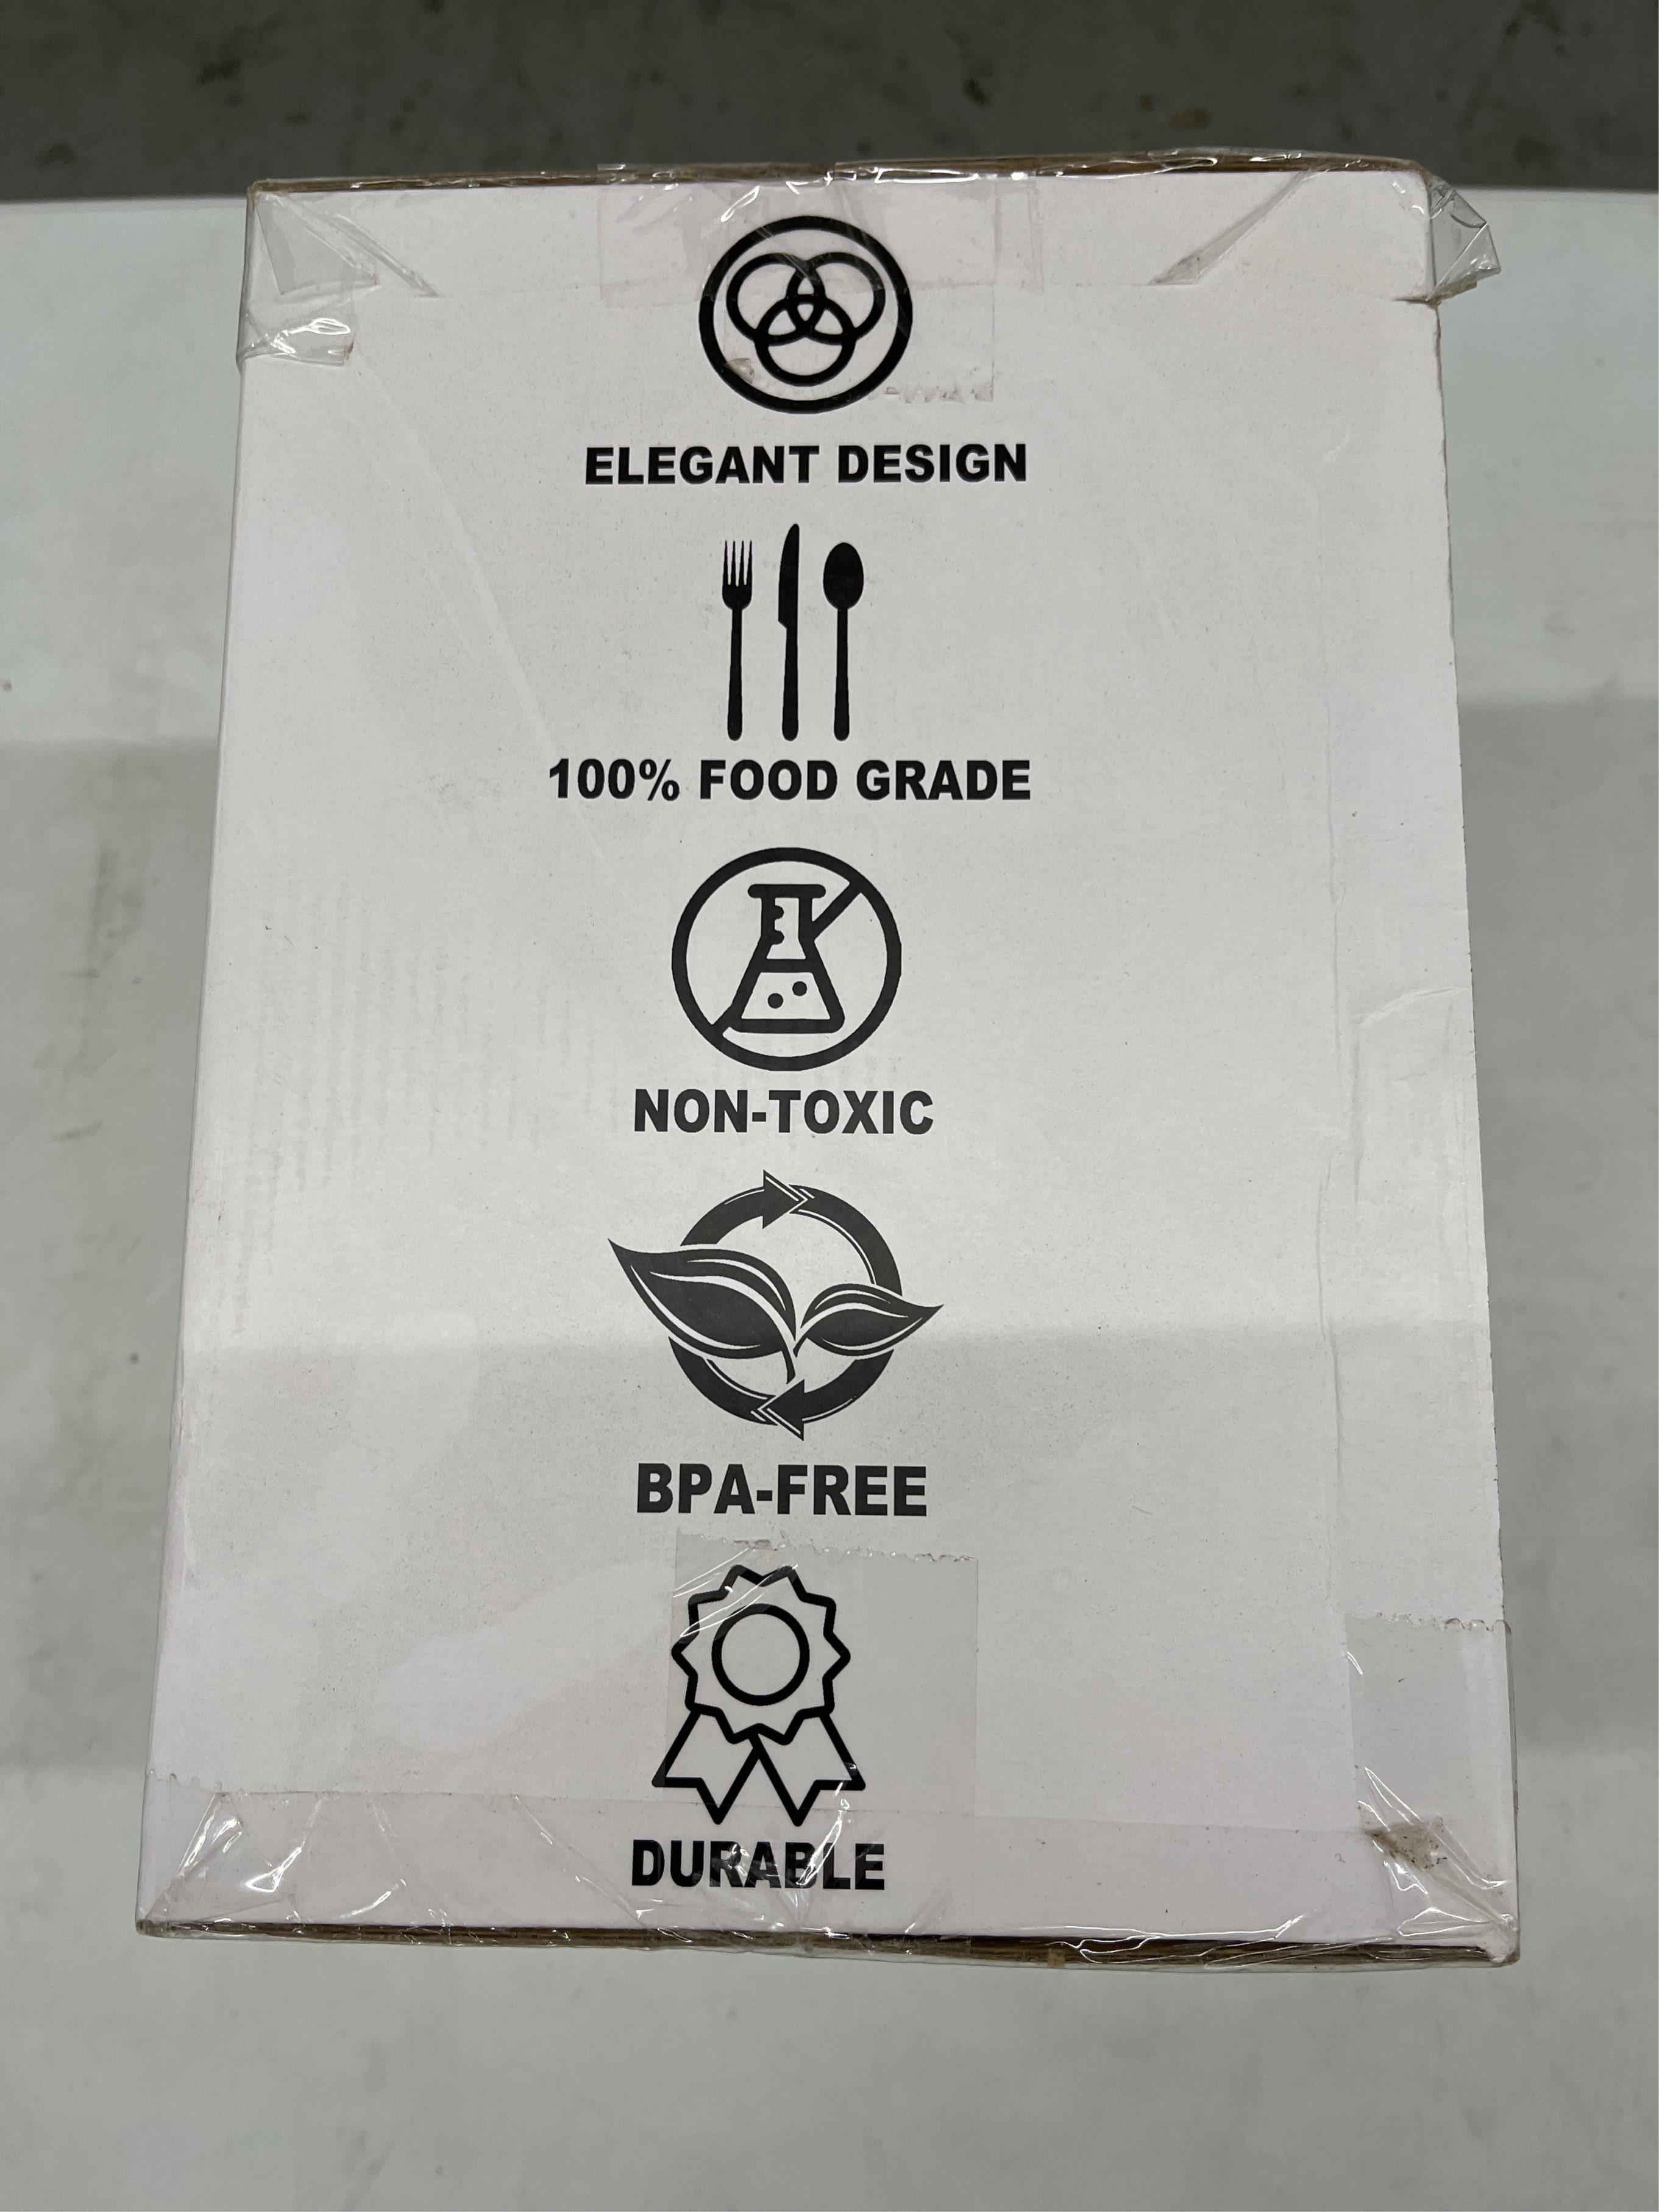 ELEGANT DESIGN
100% FOOD GRADE
NON-TOXIC
BPA-FREE
DURABLE